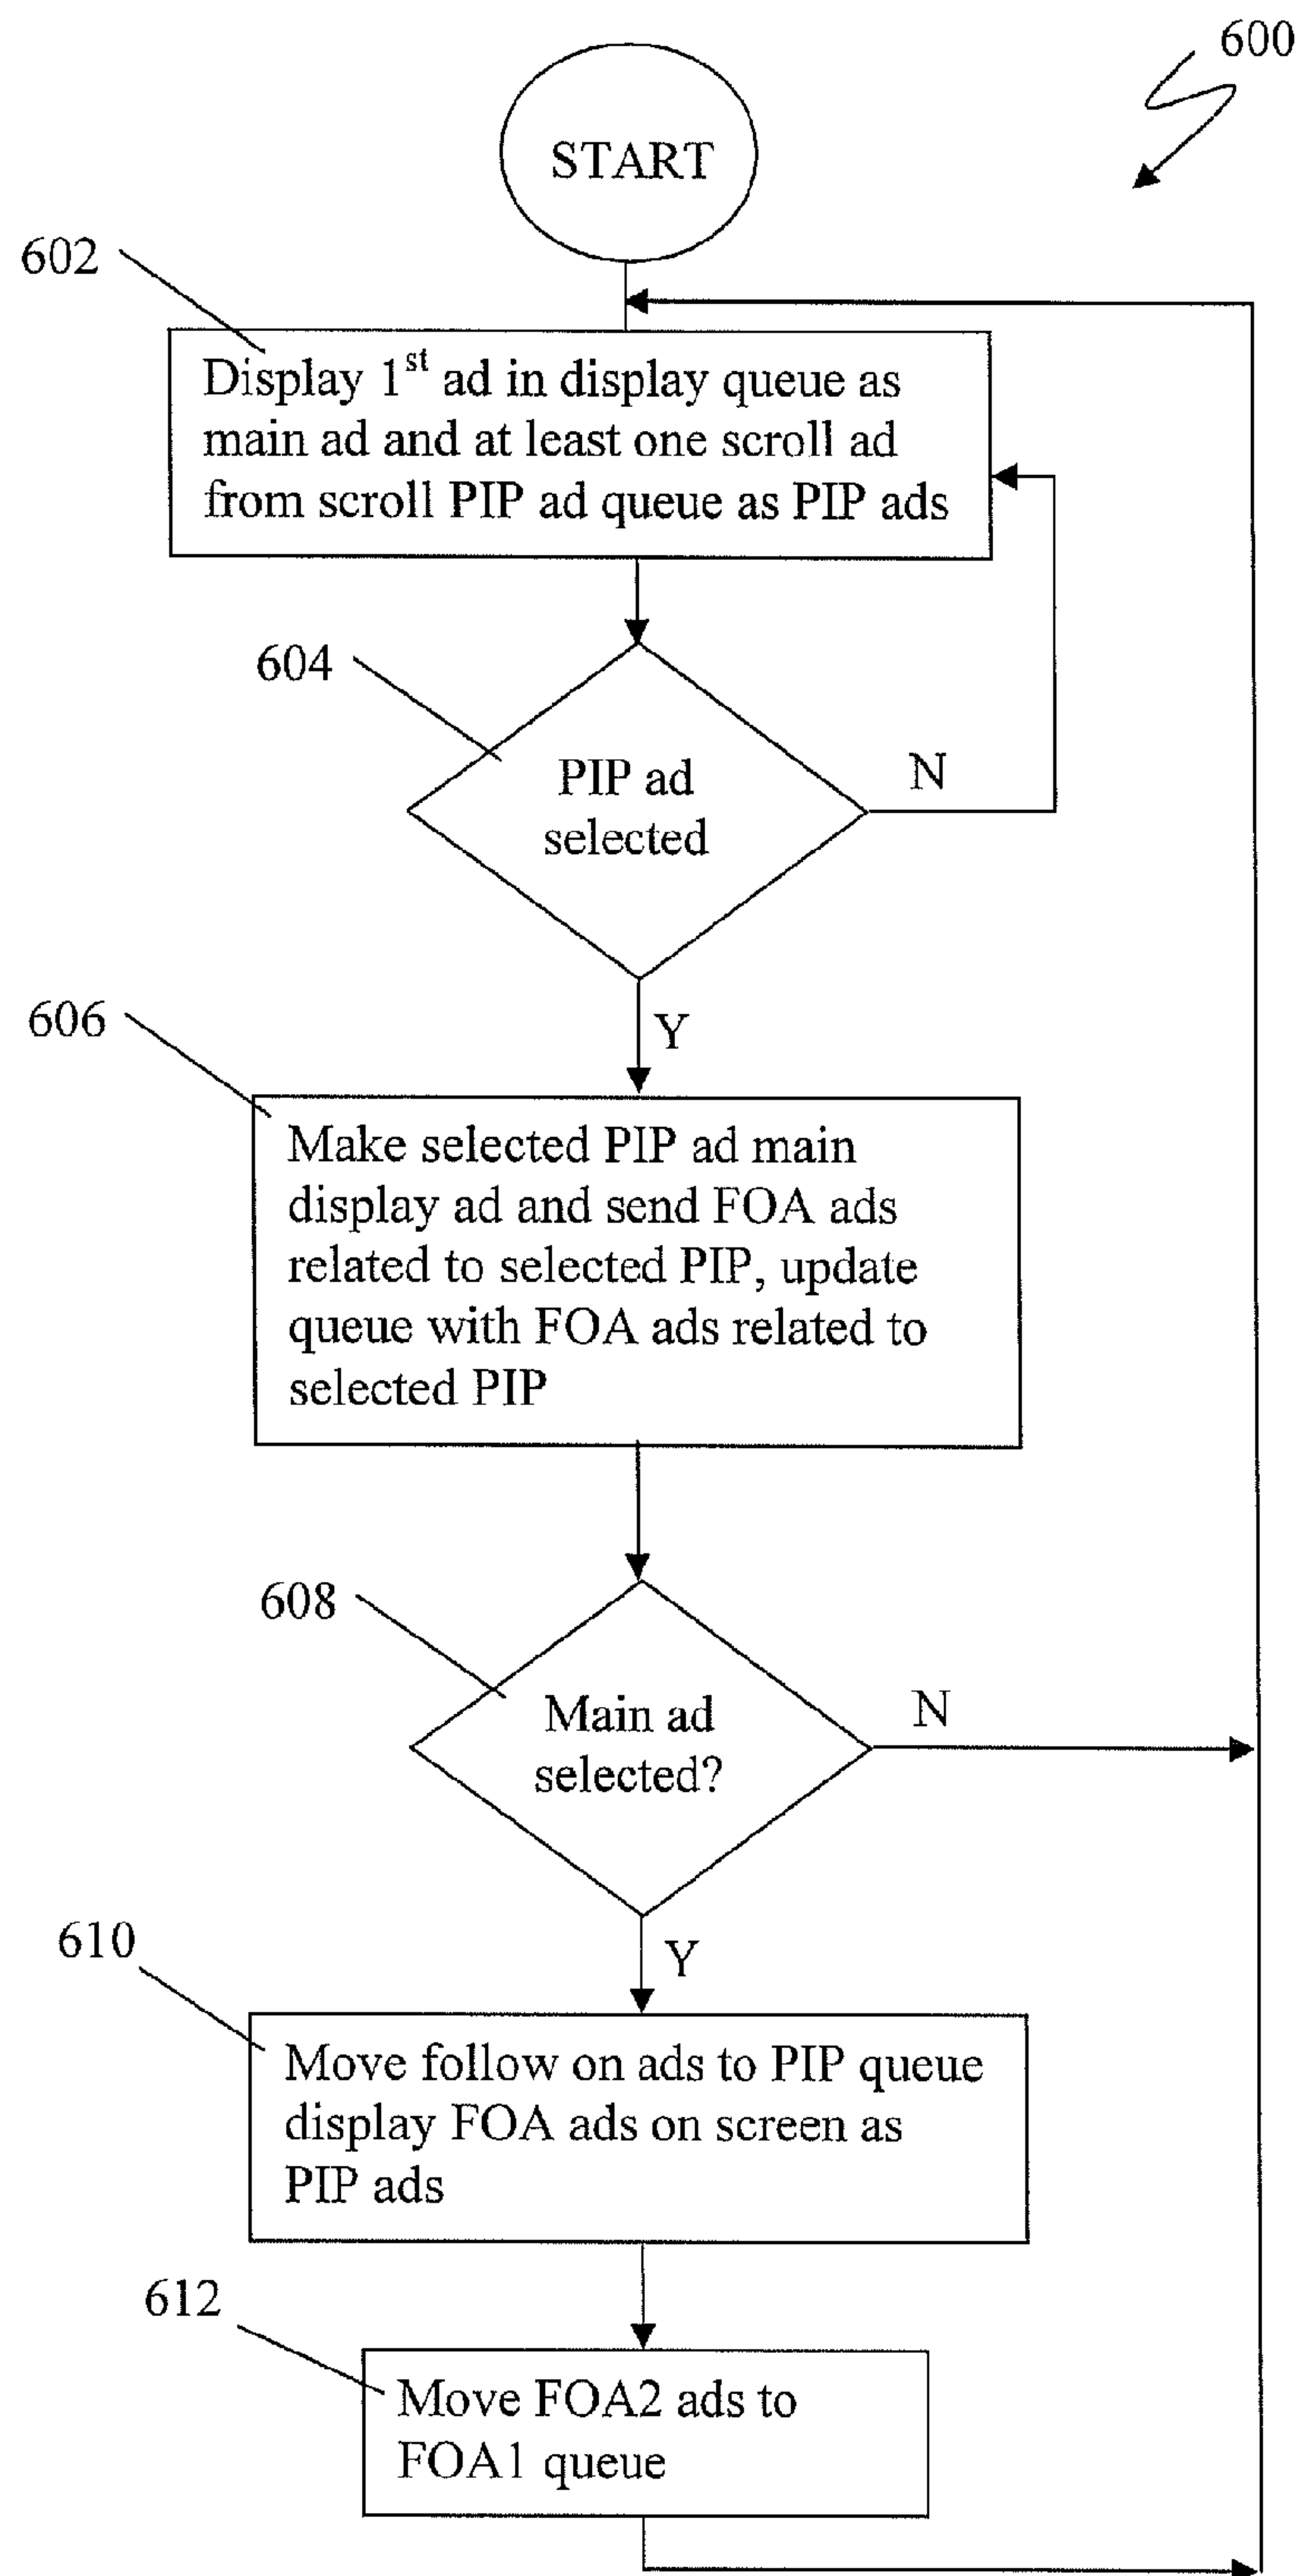 600
START
602
Display 1st ad in display queue as
main ad and at least one scroll ad
from scroll PIP ad queue as PIP ads
604
PIP ad
selected
N
Y
606
Make selected PIP ad main
display ad and send FOA ads
related to selected PIP, update
queue with FOA ads related to
selected PIP
608
Main ad
selected?
N
Y
610
Move follow on ads to PIP queue
display FOA ads on screen as
PIP ads
612
Move FOA2 ads to
FOA1 queue